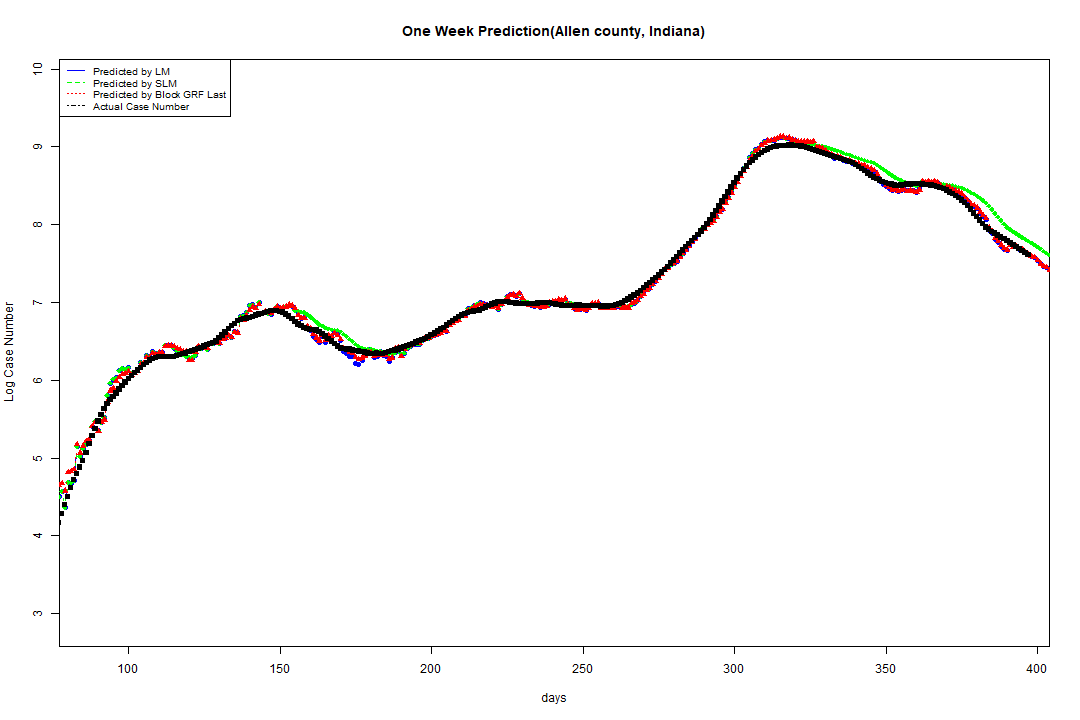 One Week Prediction(Allen county, Indiana)
Predicted by LM
Predicted by SLM
Predicted by Block GRF Last
Actual Case Number
10
9
8
7
6
5
4
3
Log Case Number
100 150 200 250 300 350 400
days